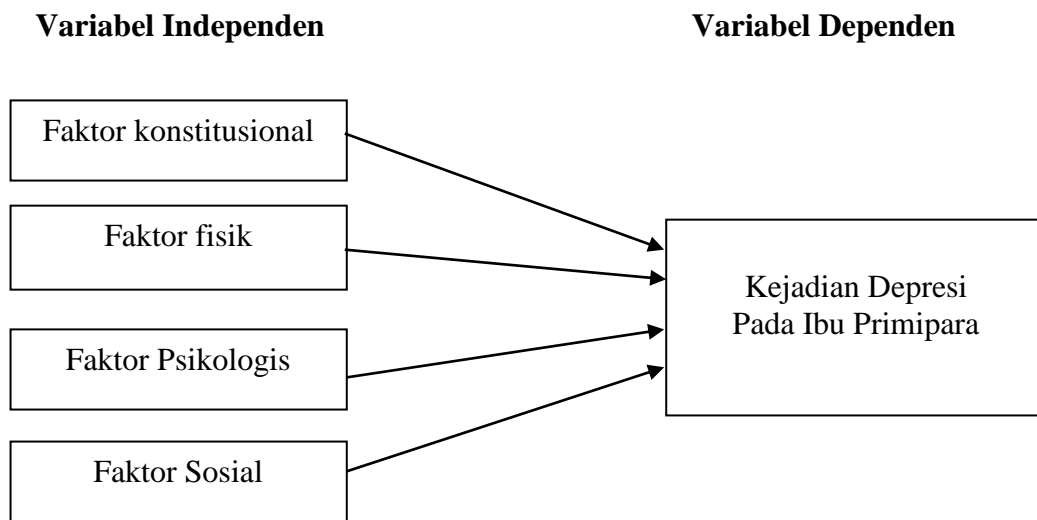 Variabel Independen
Variabel Dependen
Faktor konstitusional
Faktor fisik
Faktor Psikologis
Faktor Sosial
Kejadian Depresi
Pada Ibu Primipara